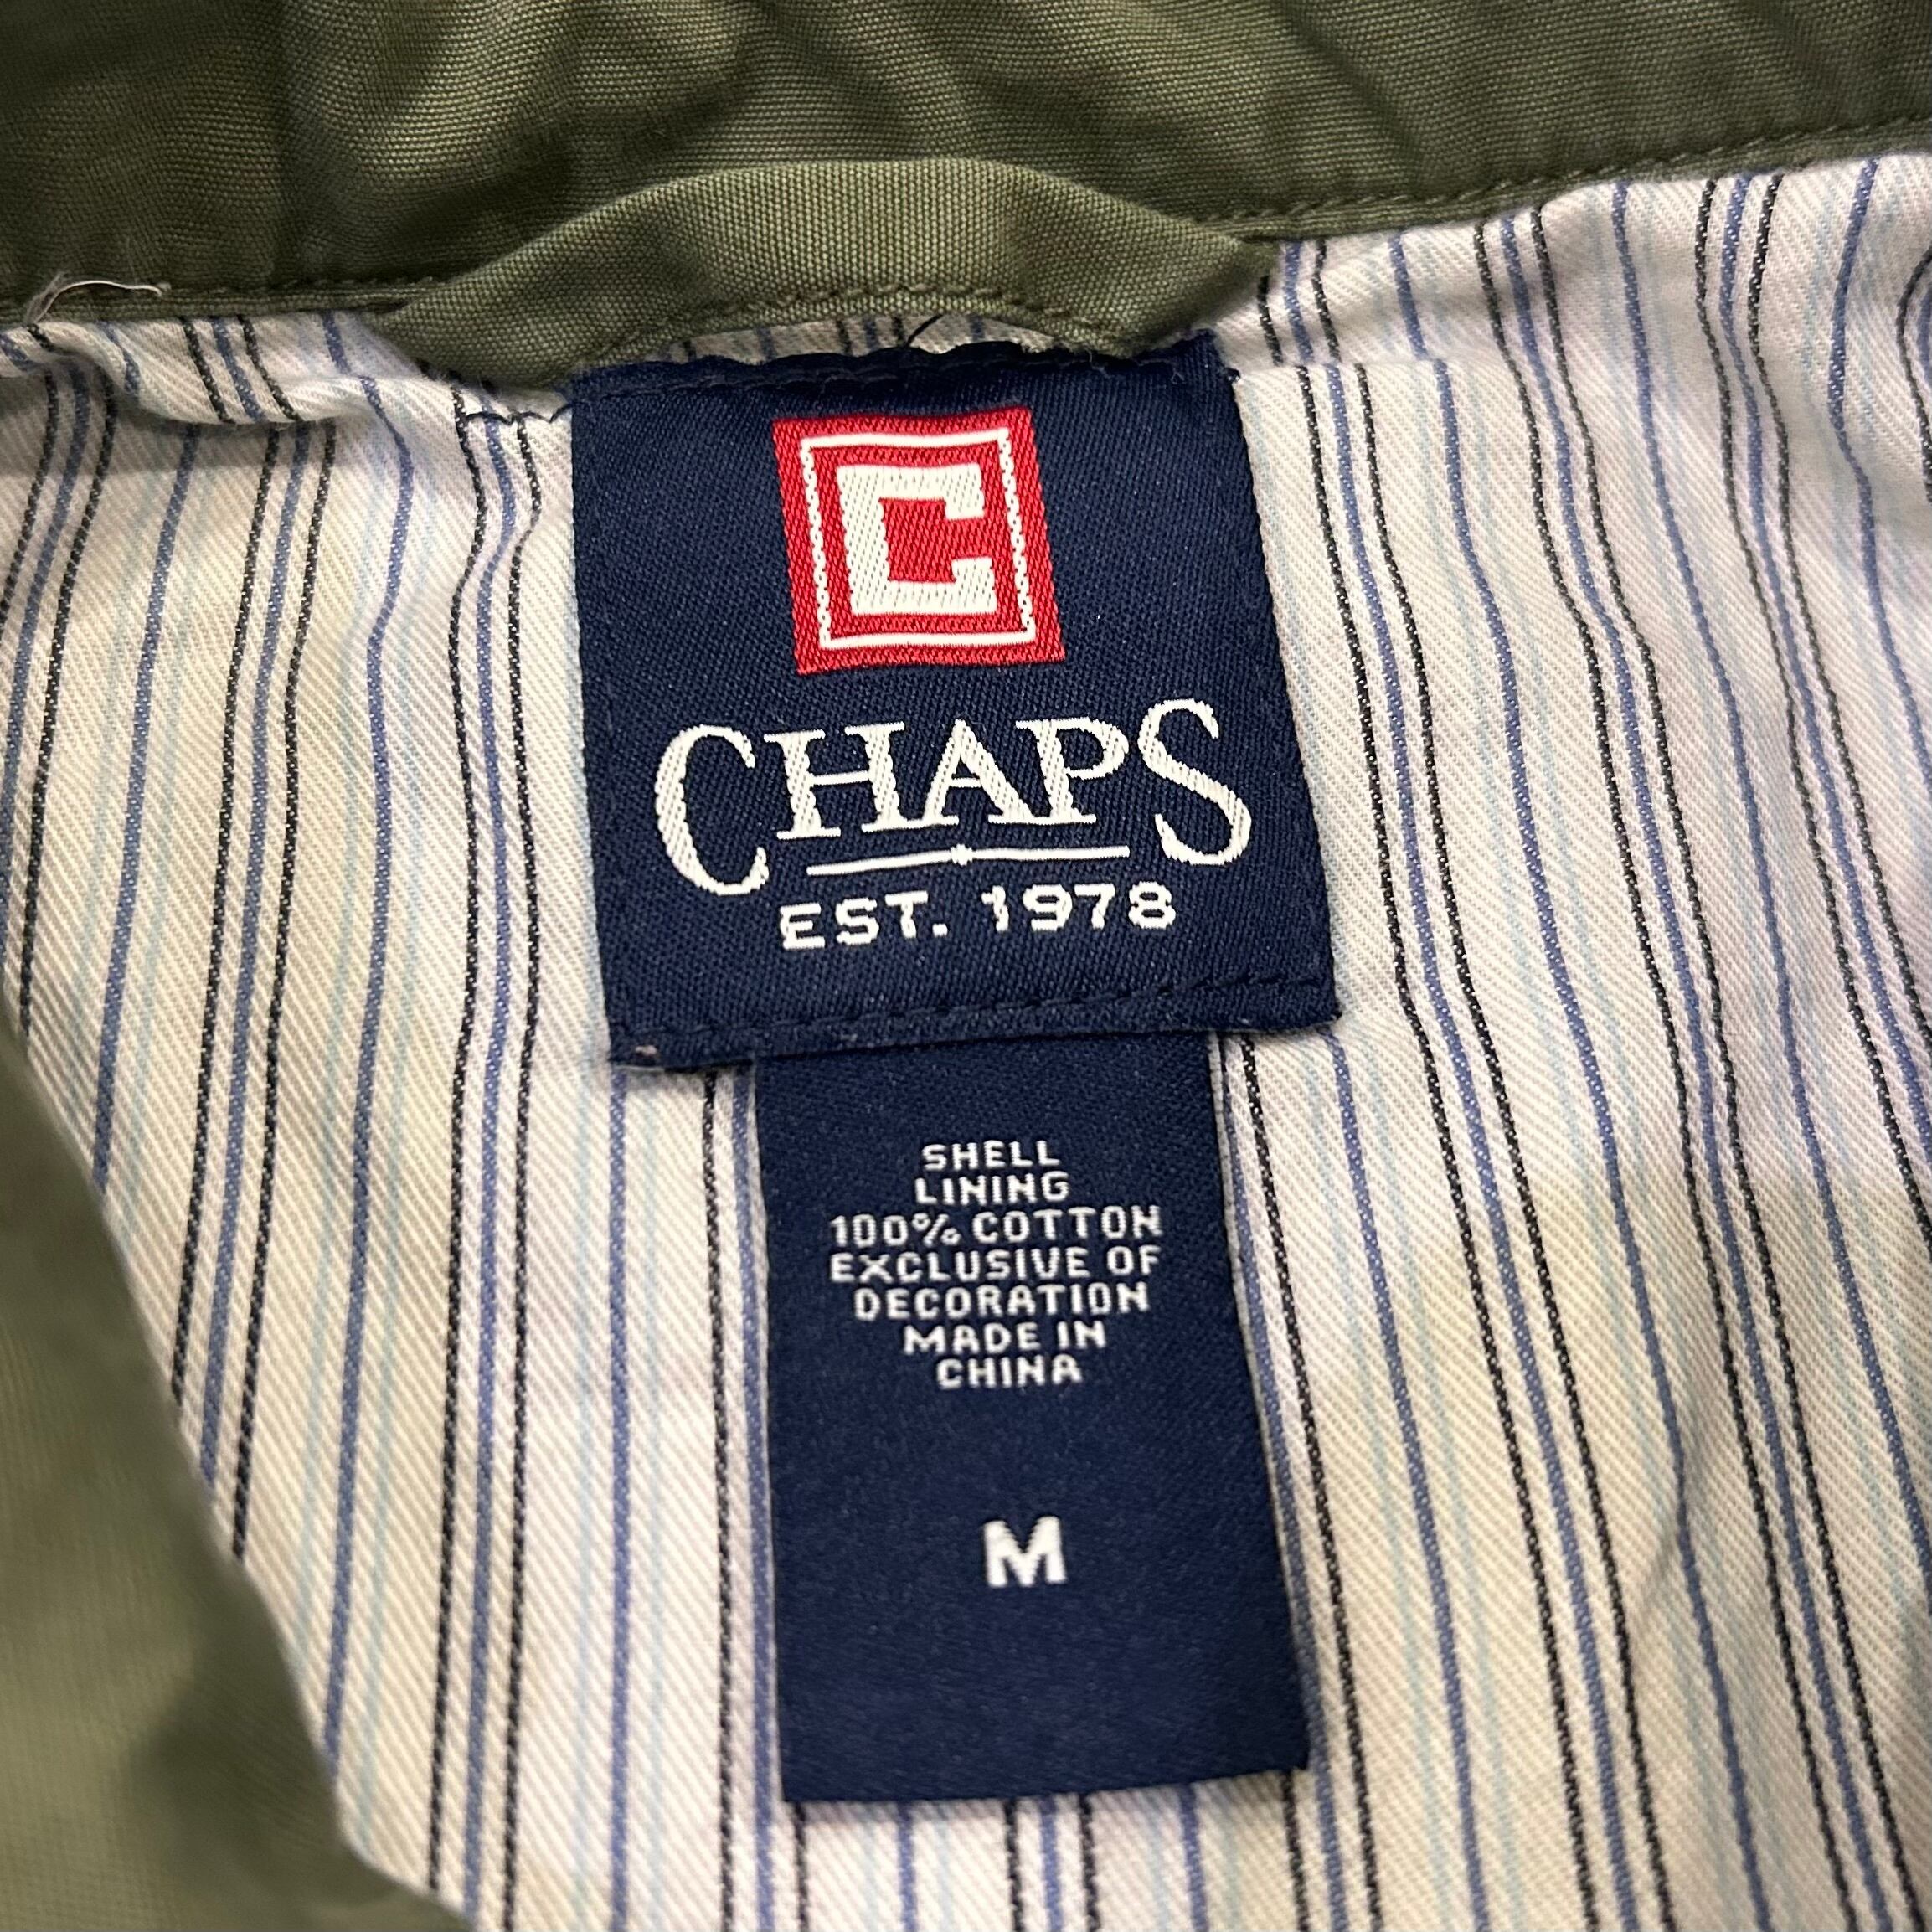 C
CHAPS
EST. 1978
SHELL
LINING
100% COTTON
EXCLUSIVE OF
DECORATION
MADE IN
CHINA
M